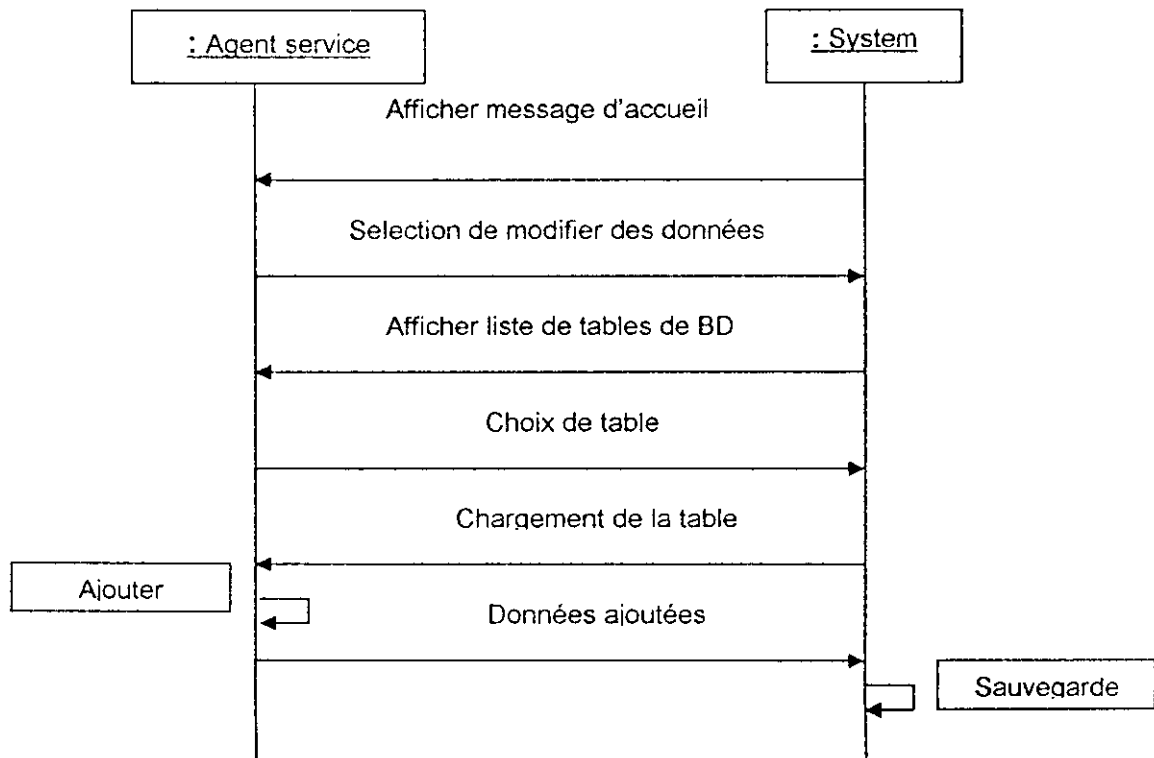 : Agent service
: System
Afficher message d'accueil
Selection de modifier des données
Afficher liste de tables de BD
Choix de table
Chargement de la table
Ajouter
Données ajoutées
Sauvegarde